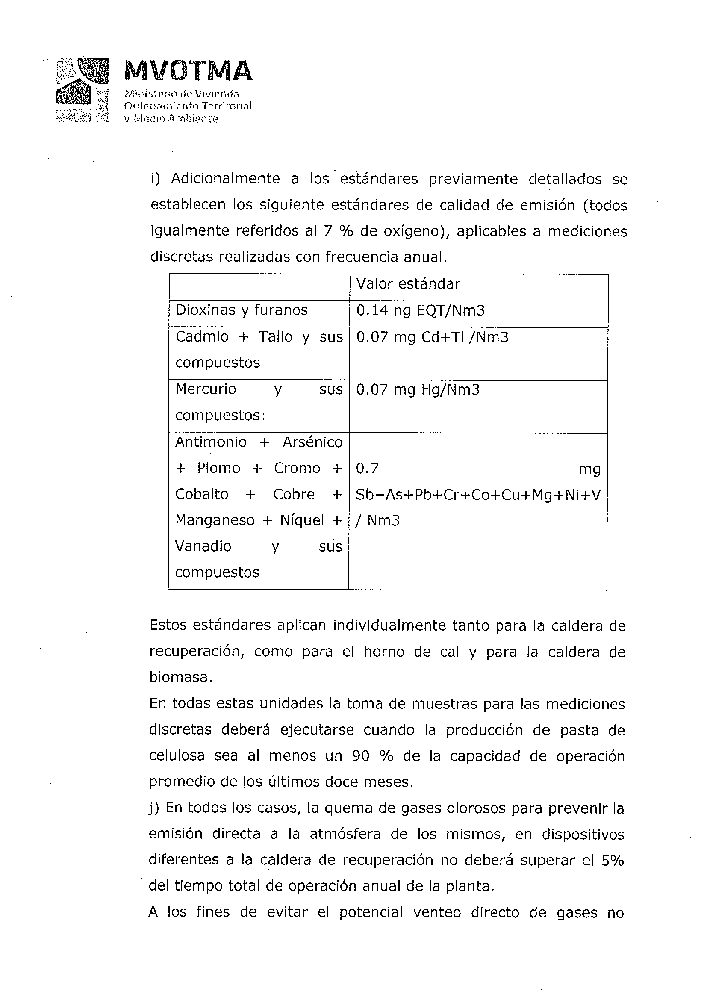 MVOTMA
Ministerio de Vivienda
Ordenamiento Territorial
y Medio Ambiente
i) Adicionalmente a los estándares previamente detallados se
establecen los siguiente estándares de calidad de emisión (todos
igualmente referidos al 7 % de oxígeno), aplicables a mediciones
discretas realizadas con frecuencia anual.
Valor estándar
Dioxinas y furanos 0.14 ng EQT/Nm3
Cadmio + Talio y sus 0.07 mg Cd+Tl /Nm3
compuestos
Mercurio y sus 0.07 mg Hg/Nm3
compuestos:
Antimonio + Arsénico
+ Plomo + Cromo + 0.7 mg
Cobalto + Cobre + Sb+As+Pb+Cr+Co+Cu+Mg+Ni+V
Manganeso + Níquel + / Nm3
Vanadio y sus
compuestos
Estos estándares aplican individualmente tanto para la caldera de
recuperación, como para el horno de cal y para la caldera de
biomasa.
En todas estas unidades la toma de muestras para las mediciones
discretas deberá ejecutarse cuando la producción de pasta de
celulosa sea al menos un 90 % de la capacidad de operación
promedio de los últimos doce meses.
j) En todos los casos, la quema de gases olorosos para prevenir la
emisión directa a la atmósfera de los mismos, en dispositivos
diferentes a la caldera de recuperación no deberá superar el 5%
del tiempo total de operación anual de la planta.
A los fines de evitar el potencial venteo directo de gases no